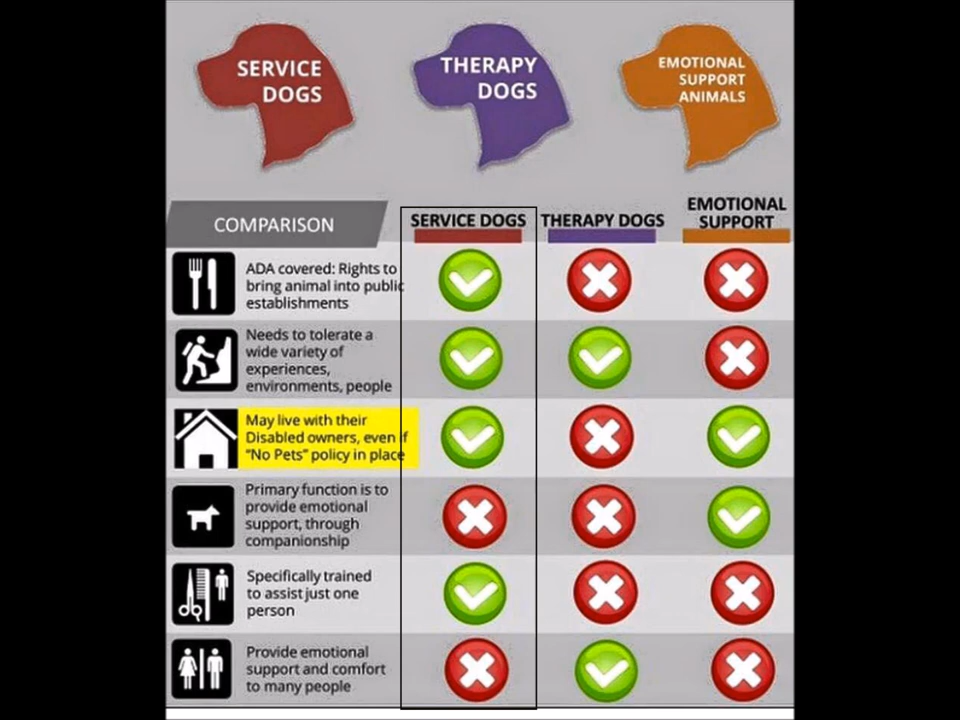 SERVICE
DOGS
THERAPY
DOGS
EMOTIONAL
SUPPORT
ANIMALS
COMPARISON
SERVICE DOGS
THERAPY DOGS
EMOTIONAL
SUPPORT
ADA covered: Rights to
bring animal into public
establishments
Needs to tolerate a
wide variety of
experiences,
environments, people
May live with their
Disabled owners, even if
"No Pets" policy in place
Primary function is to
provide emotional
support, through
companionship
Specifically trained
to assist just one
person
Provide emotional
support and comfort
to many people